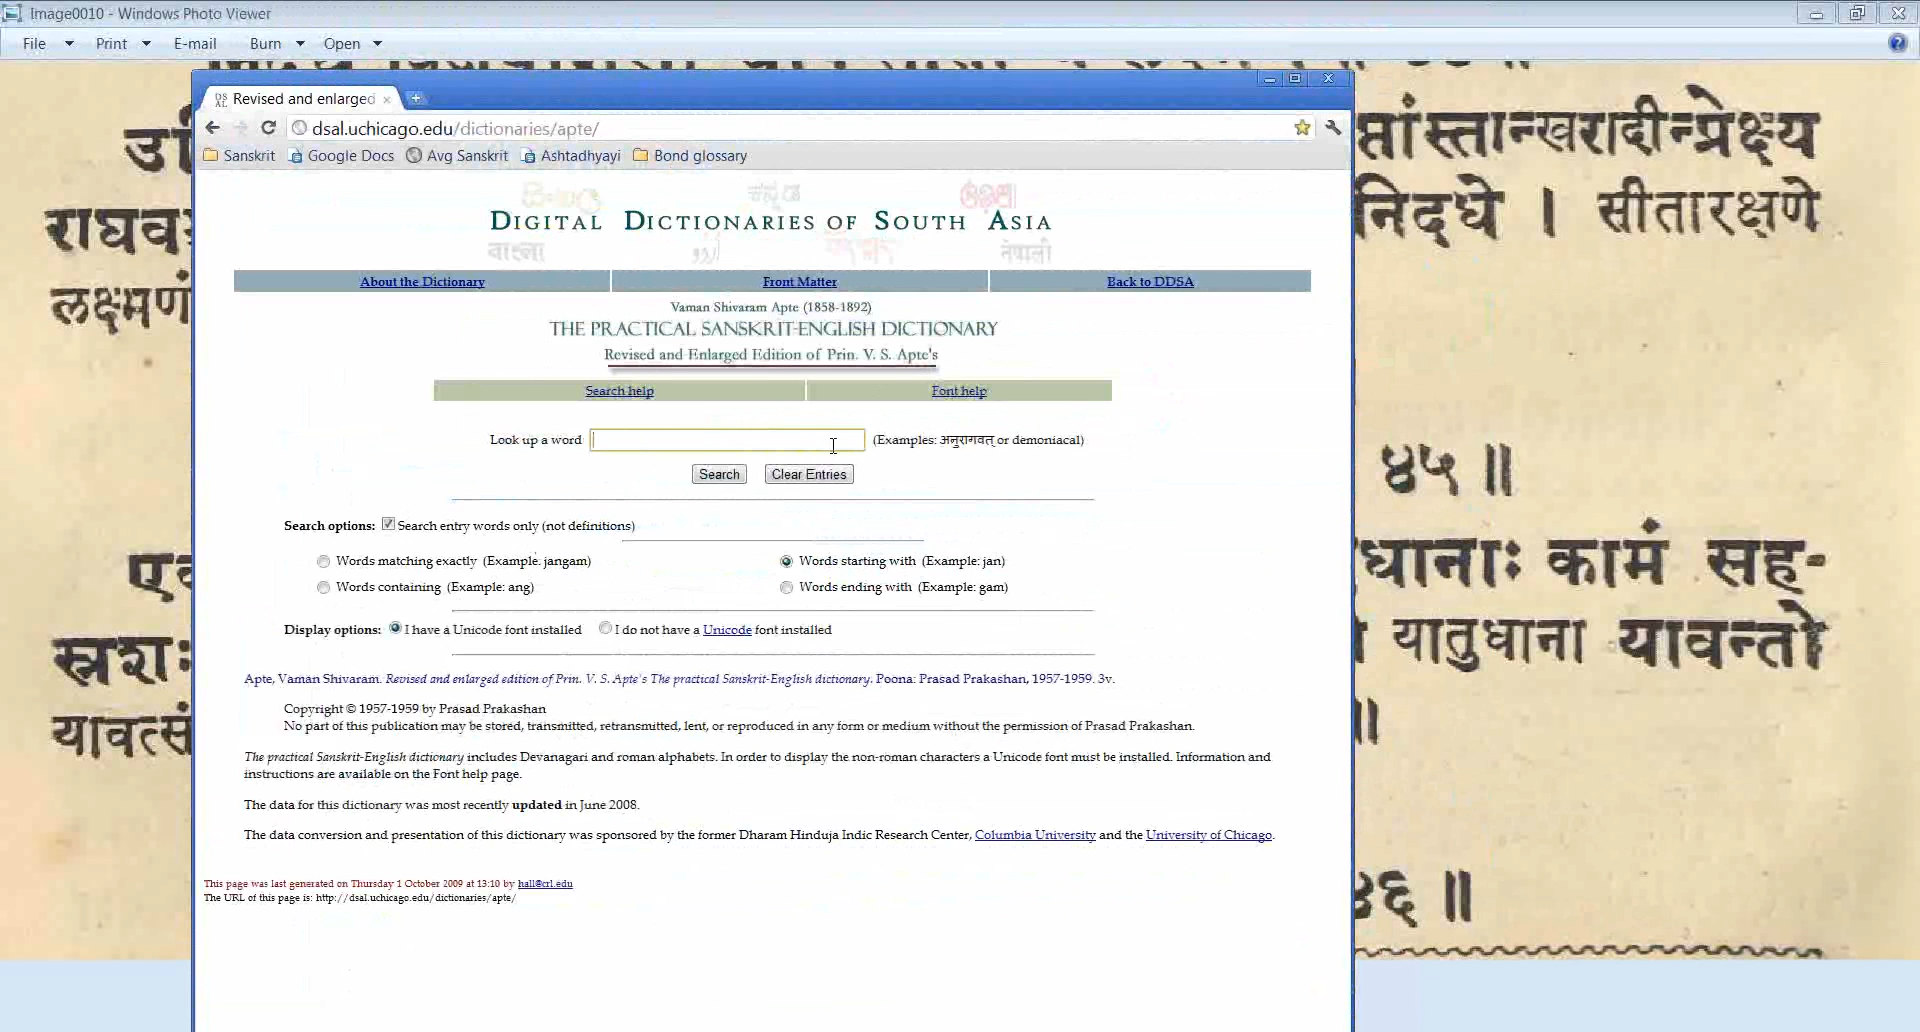 Image0010 - Windows Photo Viewer
File Print E-mail Burn Open
Revised and enlarged
dsal.uchicago.edu/dictionaries/apte/
Sanskrit Google Docs Avg Sanskrit Ashtadhyayi Bond glossary
DIGITAL DICTIONARIES OF SOUTH ASIA
বাংলা اردو नेपाली
About the Dictionary Front Matter Back to DDSA
Vaman Shivaram Apte (1858-1892)
THE PRACTICAL SANSKRIT-ENGLISH DICTIONARY
Revised and Enlarged Edition of Prin. V. S. Apte's
Search help Font help
Look up a word (Examples: अनुरागवत् or demoniacal)
Search Clear Entries
Search options: Search entry words only (not definitions)
Words matching exactly (Example: jangam) Words starting with (Example: jan)
Words containing (Example: ang) Words ending with (Example: gam)
Display options: I have a Unicode font installed I do not have a Unicode font installed
Apte, Vaman Shivaram. Revised and enlarged edition of Prin. V. S. Apte's The practical Sanskrit-English dictionary. Poona: Prasad Prakashan, 1957-1959. 3v.
Copyright © 1957-1959 by Prasad Prakashan
No part of this publication may be stored, transmitted, retransmitted, lent, or reproduced in any form or medium without the permission of Prasad Prakashan.
The practical Sanskrit-English dictionary includes Devanagari and roman alphabets. In order to display the non-roman characters a Unicode font must be installed. Information and
instructions are available on the Font help page.
The data for this dictionary was most recently updated in June 2008.
The data conversion and presentation of this dictionary was sponsored by the former Dharam Hinduja Indic Research Center, Columbia University and the University of Chicago.
This page was last generated on Thursday 1 October 2009 at 13:10 by hall@crl.edu
The URL of this page is: http://dsal.uchicago.edu/dictionaries/apte/
स्तान्खरादीन्प्रेक्ष्य
राघव निदधे । सीतारक्षणे
लक्ष्मणं
४५ ॥
धानाः कामं सह-
स्रशः यातुधाना यावन्तो
यावत्सं ॥
४६ ॥